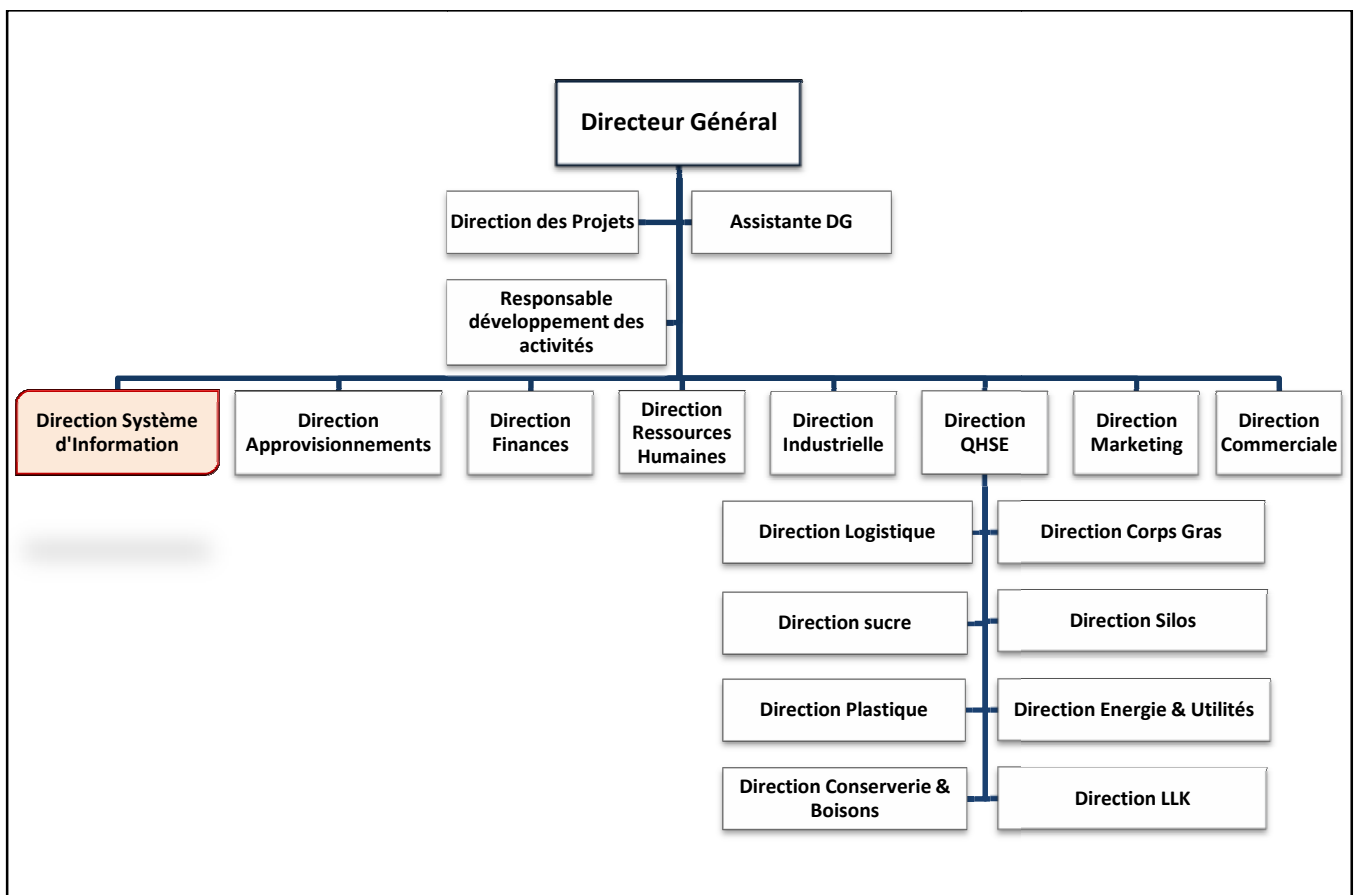 Directeur Général
Direction des Projets
Assistante DG
Responsable
développement des
activités
Direction Système
d'Information
Direction
Approvisionnements
Direction
Finances
Direction
Ressources
Humaines
Direction
Industrielle
Direction
QHSE
Direction
Marketing
Direction
Commerciale
Direction Logistique
Direction Corps Gras
Direction sucre
Direction Silos
Direction Plastique
Direction Energie & Utilités
Direction Conserverie &
Boisons
Direction LLK